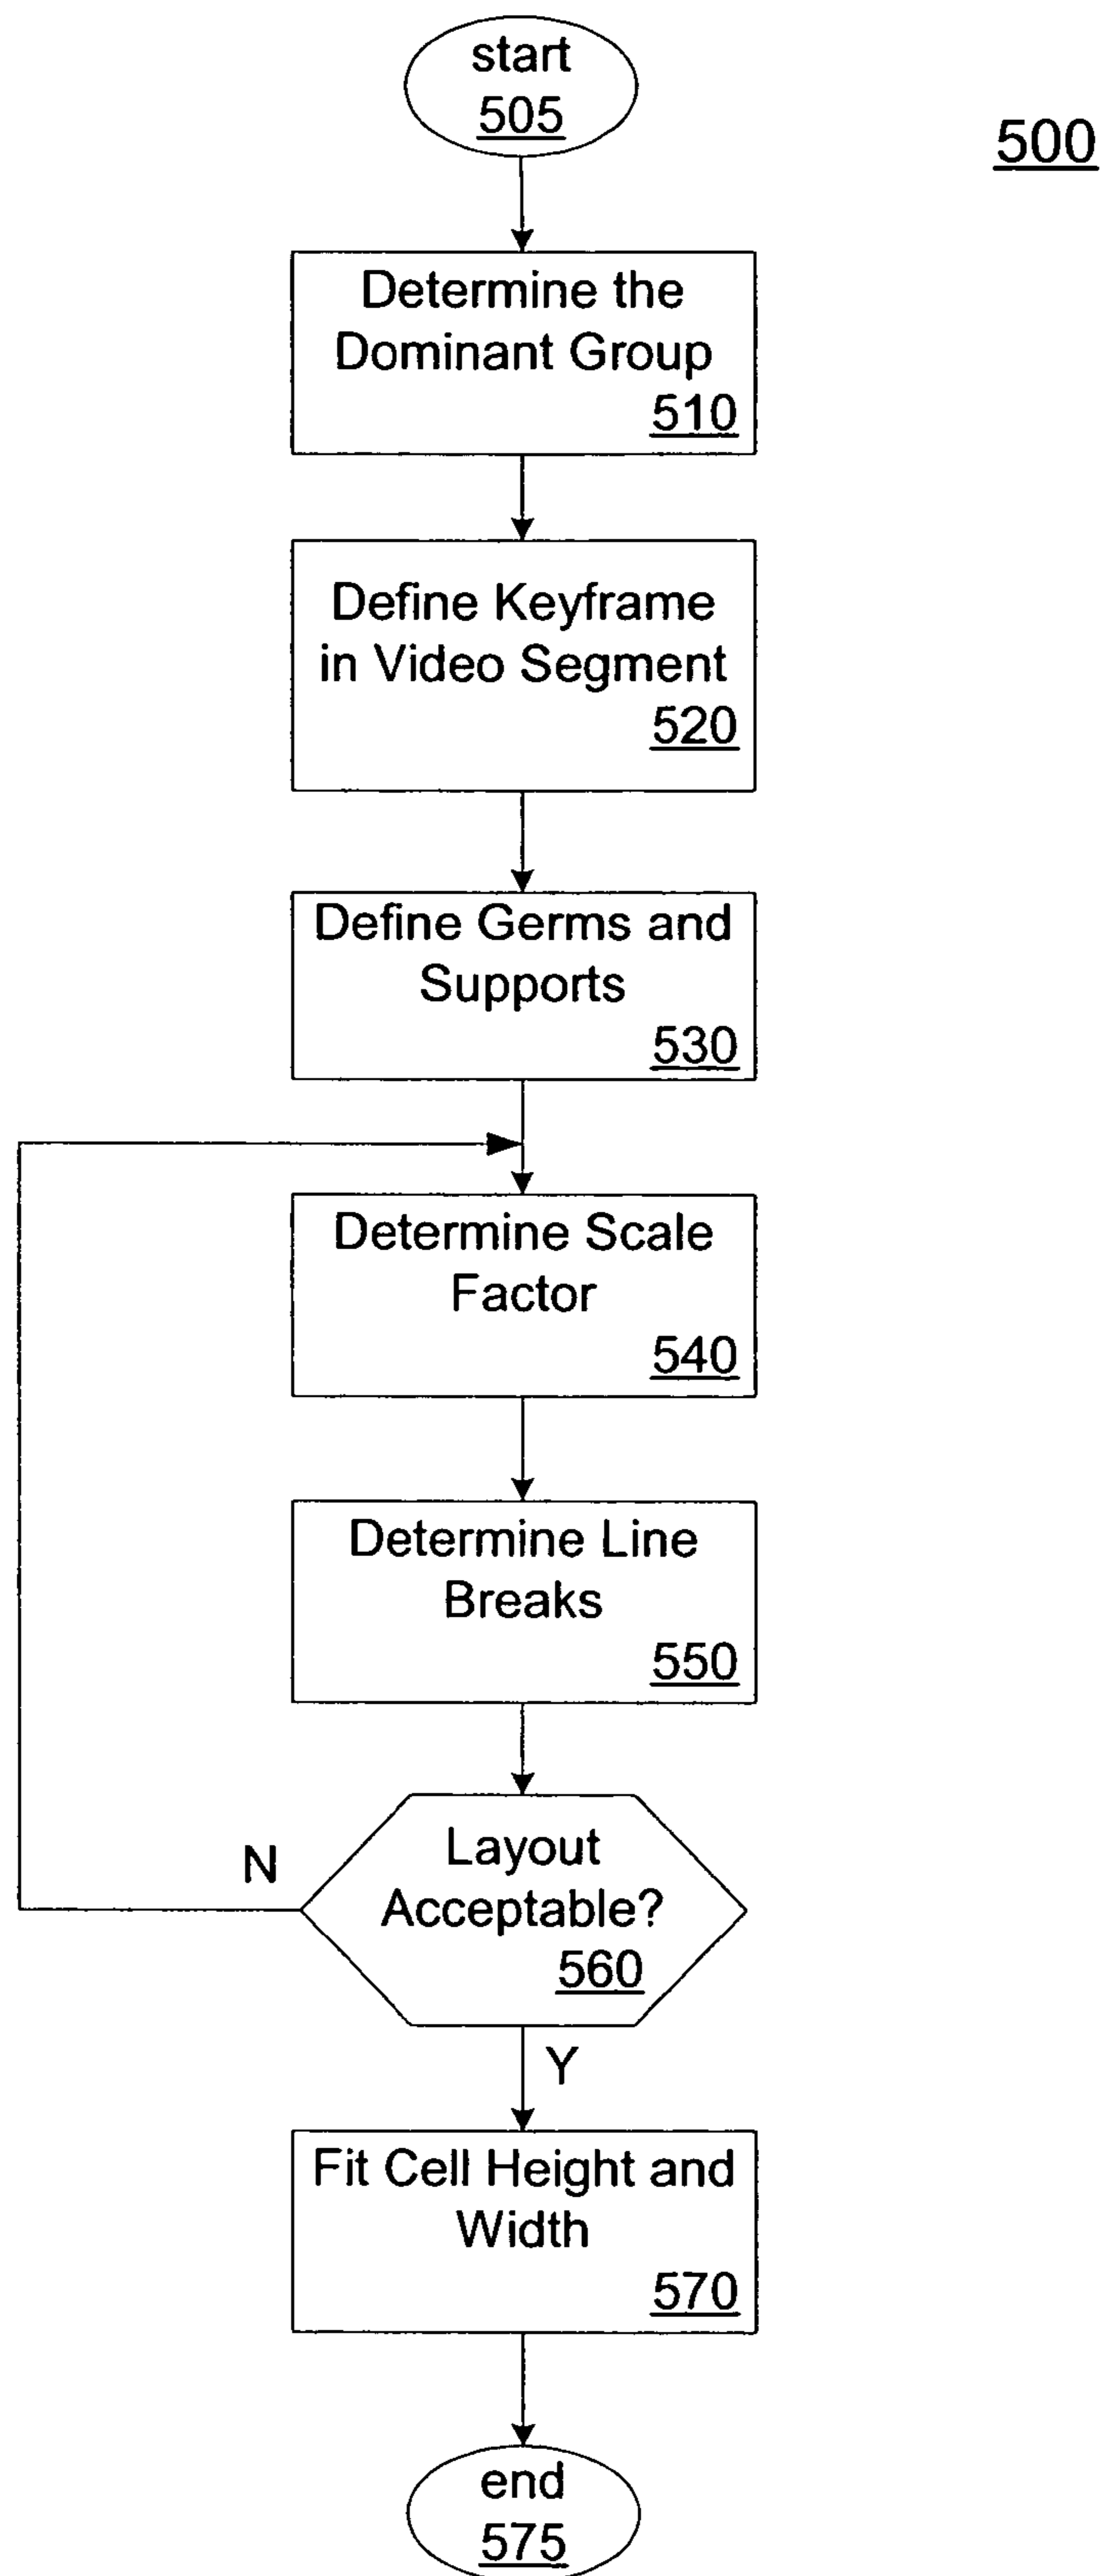 start
505
500
Determine the
Dominant Group
510
Define Keyframe
in Video Segment
520
Define Germs and
Supports
530
Determine Scale
Factor
540
Determine Line
Breaks
550
N
Layout
Acceptable?
560
Y
Fit Cell Height and
Width
570
end
575